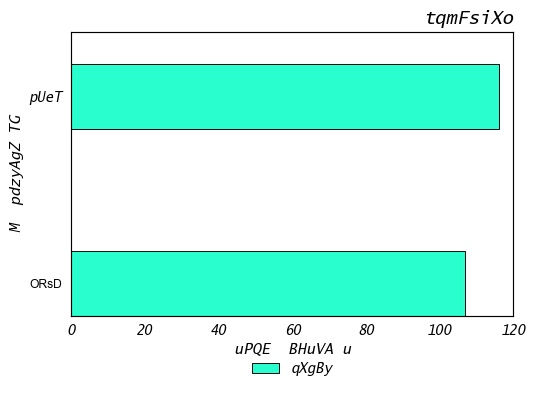 tqmFsiXo
pUeT
M  pdzyAgZ TG
ORsD
0 20 40 60 80 100 120
uPQE  BHuVA u
qXgBy